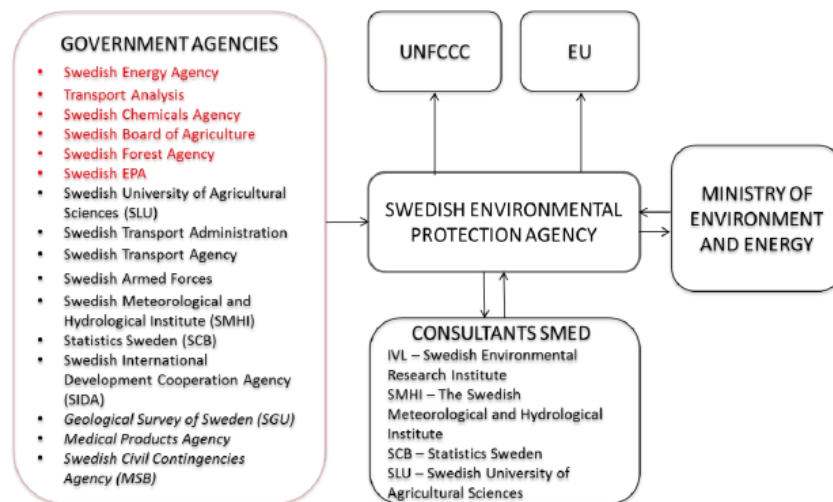 GOVERNMENT AGENCIES
• Swedish Energy Agency
• Transport Analysis
• Swedish Chemicals Agency
• Swedish Board of Agriculture
• Swedish Forest Agency
• Swedish EPA
• Swedish University of Agricultural
Sciences (SLU)
• Swedish Transport Administration
• Swedish Transport Agency
• Swedish Armed Forces
• Swedish Meteorological and
Hydrological Institute (SMHI)
• Statistics Sweden (SCB)
• Swedish International
Development Cooperation Agency
(SIDA)
• Geological Survey of Sweden (SGU)
• Medical Products Agency
• Swedish Civil Contingencies
Agency (MSB)
UNFCCC
EU
SWEDISH ENVIRONMENTAL
PROTECTION AGENCY
MINISTRY OF
ENVIRONMENT
AND ENERGY
CONSULTANTS SMED
IVL – Swedish Environmental
Research Institute
SMHI – The Swedish
Meteorological and Hydrological
Institute
SCB – Statistics Sweden
SLU – Swedish University of
Agricultural Sciences